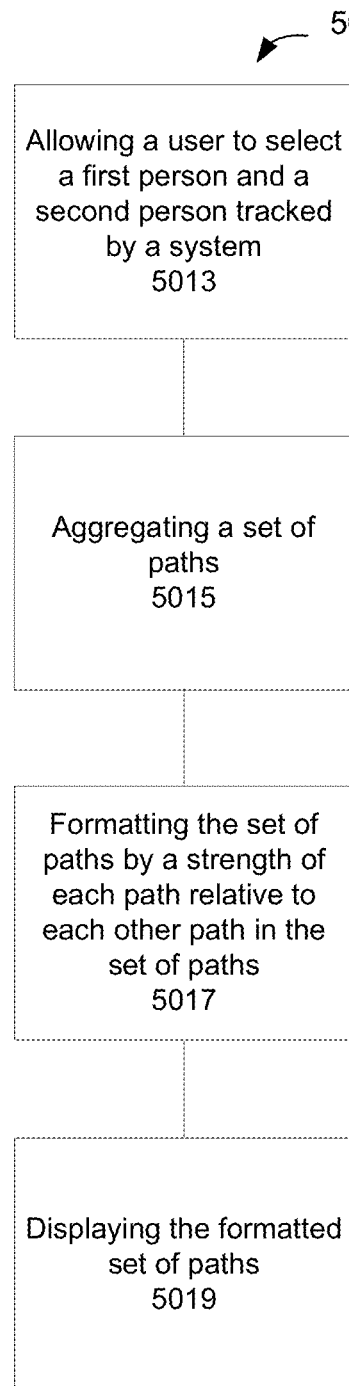 Allowing a user to select
a first person and a
second person tracked
by a system
5013
Aggregating a set of
paths
5015
Formatting the set of
paths by a strength of
each path relative to
each other path in the
set of paths
5017
Displaying the formatted
set of paths
5019